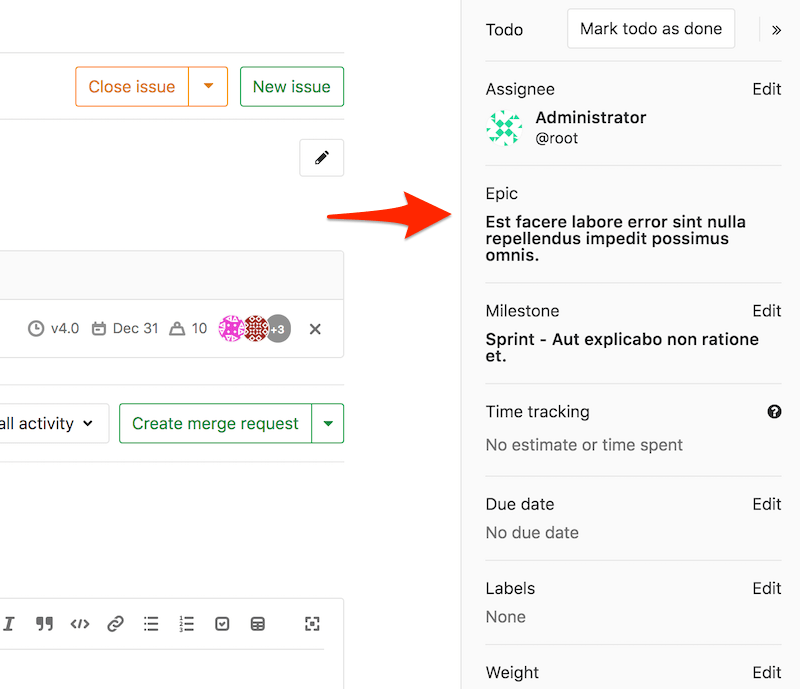 Close issue
New issue
v4.0
Dec 31
10
+3
all activity
Create merge request
Todo
Mark todo as done
Assignee
Edit
Administrator
@root
Epic
Est facere labore error sint nulla
repellendus impedit possimus
omnis.
Milestone
Edit
Sprint - Aut explicabo non ratione
et.
Time tracking
No estimate or time spent
Due date
Edit
No due date
Labels
Edit
None
Weight
Edit